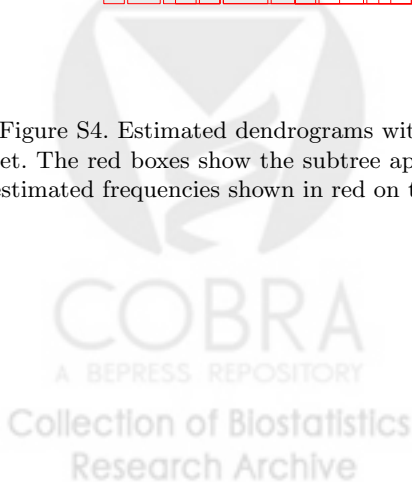 Figure S4. Estimated dendrograms wit
et. The red boxes show the subtree ap
estimated frequencies shown in red on t
COBRA
A BEPRESS REPOSITORY
Collection of Biostatistics
Research Archive